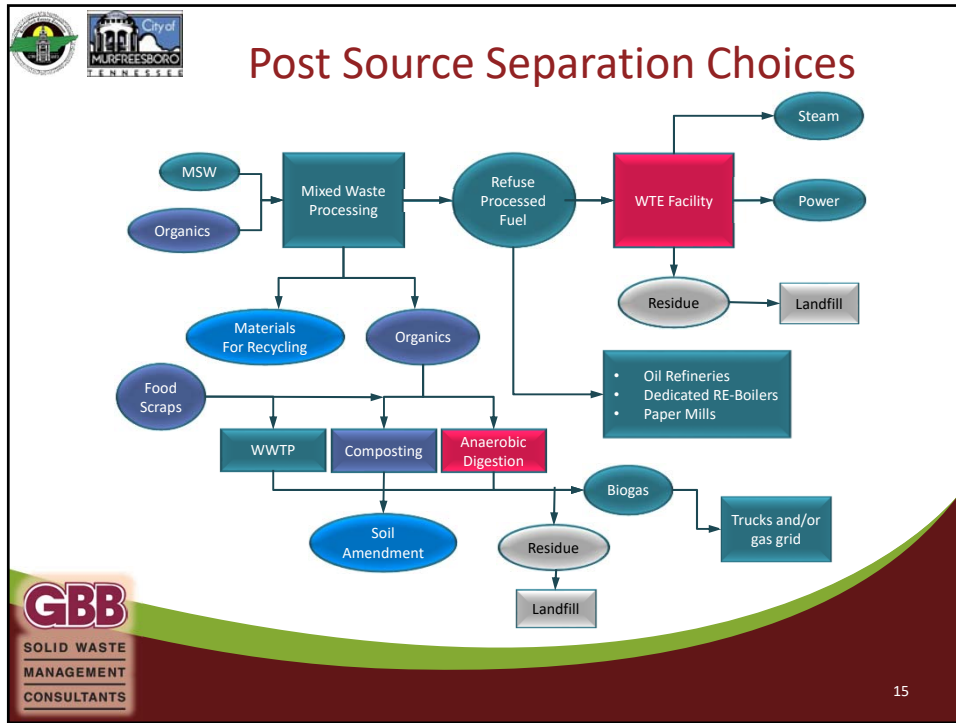 City of
MURFREESBORO
TENNESSEE
Post Source Separation Choices
Steam
MSW
Mixed Waste
Processing
Refuse
Processed
Fuel
WTE Facility
Power
Organics
Residue
Landfill
Materials
For Recycling
Organics
• Oil Refineries
• Dedicated RE-Boilers
• Paper Mills
Food
Scraps
WWTP
Composting
Anaerobic
Digestion
Biogas
Trucks and/or
gas grid
Soil
Amendment
Residue
Landfill
GBB
SOLID WASTE
MANAGEMENT
CONSULTANTS
15